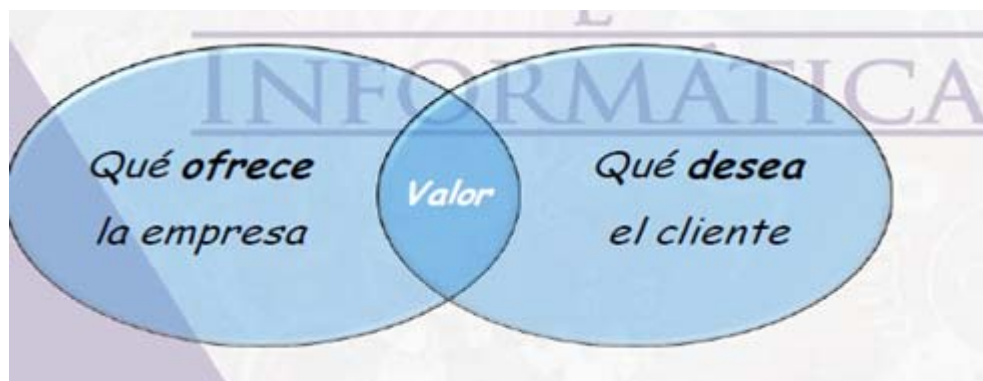 E
INFORMÁTICA
Qué ofrece
la empresa
Valor
Qué desea
el cliente